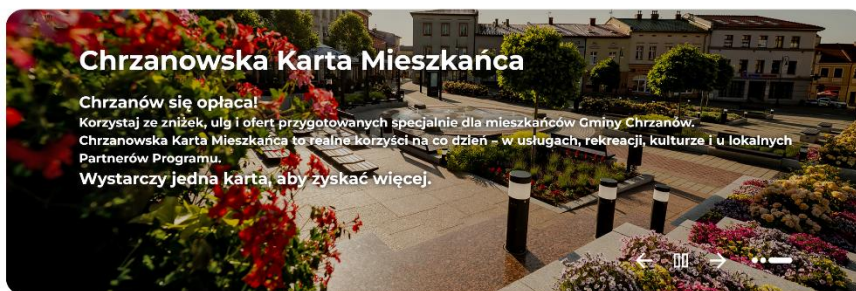 Chrzanowska Karta Mieszkańca
Chrzanów się opłaca!
Korzystaj ze zniżek, ulg i ofert przygotowanych specjalnie dla mieszkańców Gminy Chrzanów.
Chrzanowska Karta Mieszkańca to realne korzyści na co dzień – w usługach, rekreacji, kulturze i u lokalnych
Partnerów Programu.
Wystarczy jedna karta, aby zyskać więcej.